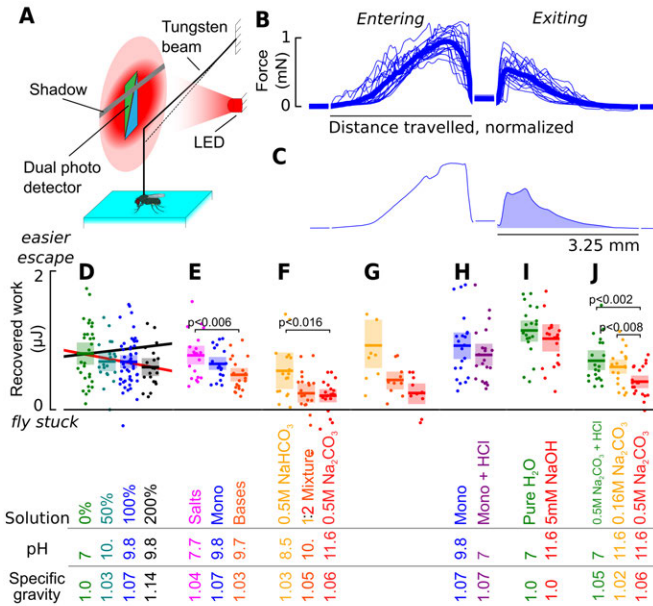 A
Tungsten
beam
Shadow
LED
Dual photo
detector
B
Entering
Exiting
1
0
Force
(mN)
Distance travelled, normalized
C
3.25 mm
easier
escape
2
0
Recovered work
(µJ)
fly stuck
D
E
p<0.006
F
p<0.016
G
H
I
J
p<0.002
p<0.008
Solution
0%
50%
100%
200%
Salts
Mono
Bases
0.5M NaHCO3
1:2 Mixture
0.5M Na2CO3
Mono
Mono + HCl
Pure H2O
5mM NaOH
0.5M Na2CO3 + HCl
0.16M Na2CO3
0.5M Na2CO3
pH
7
10.
9.8
9.8
7.7
9.8
9.7
8.5
10.
11.6
9.8
7
7
11.6
7
11.6
11.6
Specific
gravity
1.0
1.03
1.07
1.14
1.04
1.07
1.03
1.03
1.05
1.06
1.07
1.07
1.0
1.0
1.05
1.02
1.06